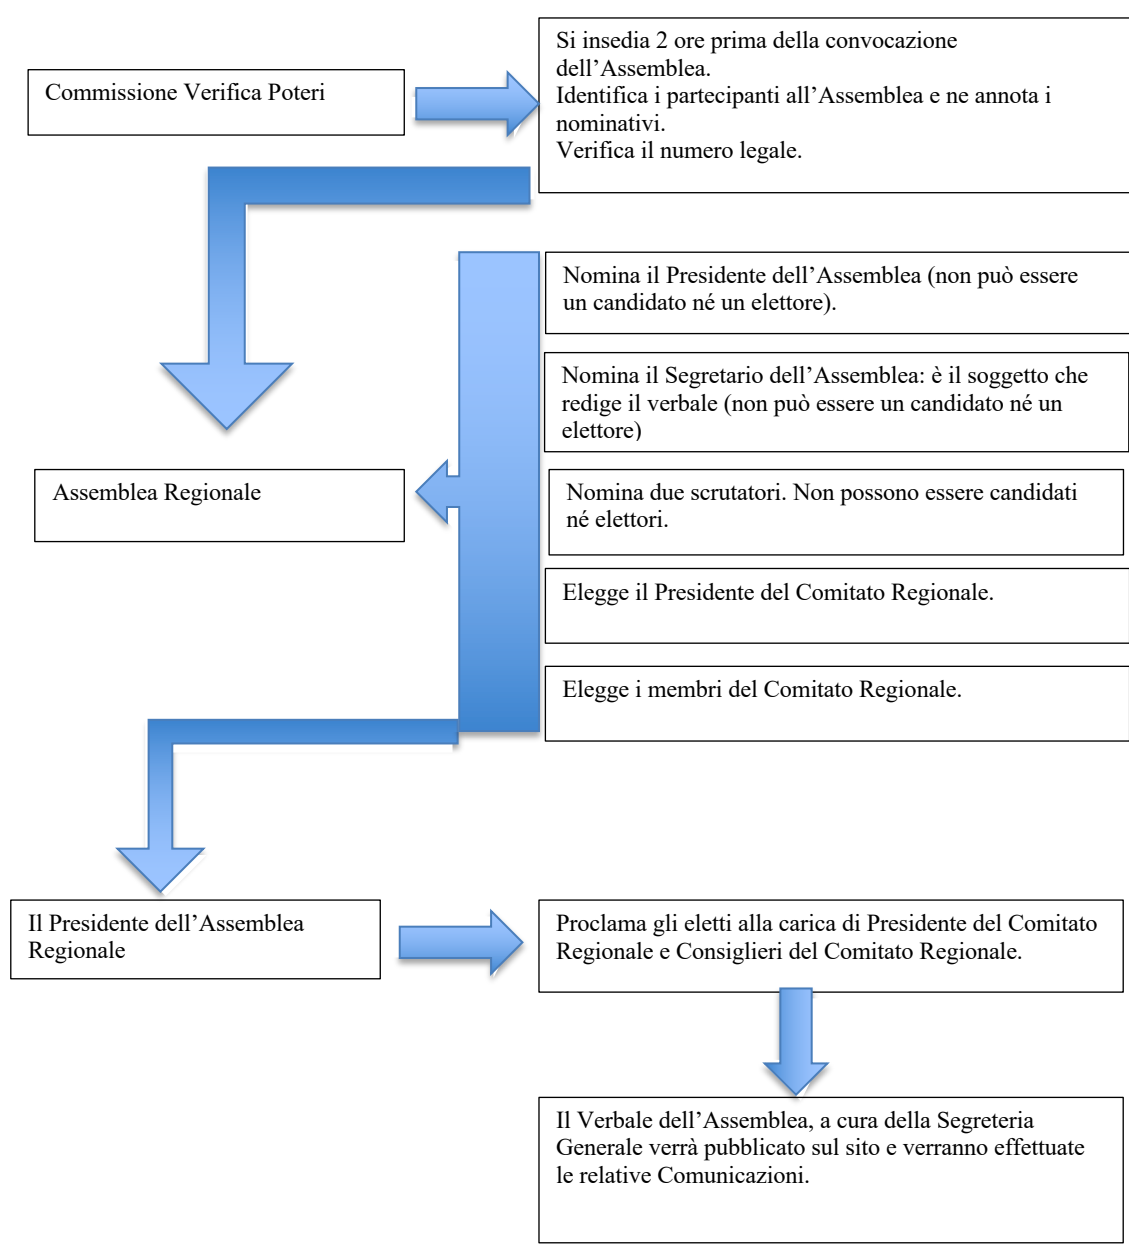 Commissione Verifica Poteri
Si insedia 2 ore prima della convocazione
dell’Assemblea.
Identifica i partecipanti all’Assemblea e ne annota i
nominativi.
Verifica il numero legale.
Nomina il Presidente dell’Assemblea (non può essere
un candidato né un elettore).
Nomina il Segretario dell’Assemblea: è il soggetto che
redige il verbale (non può essere un candidato né un
elettore)
Assemblea Regionale
Nomina due scrutatori. Non possono essere candidati
né elettori.
Elegge il Presidente del Comitato Regionale.
Elegge i membri del Comitato Regionale.
Il Presidente dell’Assemblea
Regionale
Proclama gli eletti alla carica di Presidente del Comitato
Regionale e Consiglieri del Comitato Regionale.
Il Verbale dell’Assemblea, a cura della Segreteria
Generale verrà pubblicato sul sito e verranno effettuate
le relative Comunicazioni.